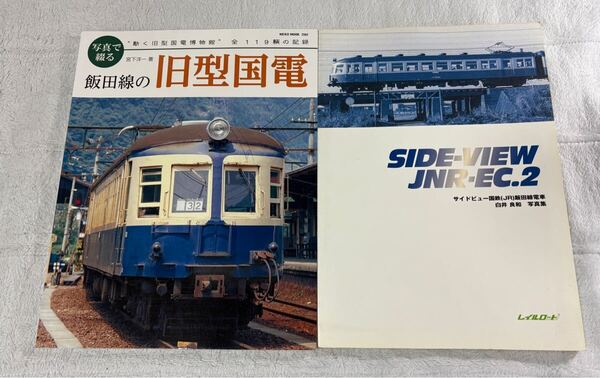 NEKO MOOK
"動く旧型国電博物館" 全119輌の記録
写真で
綴る
宮下洋一 著
飯田線の 旧型国電
32
SIDE-VIEW
JNR-EC.2
サイドビュー国鉄(JR)飯田線電車
白井 良和 写真集
レイルロード